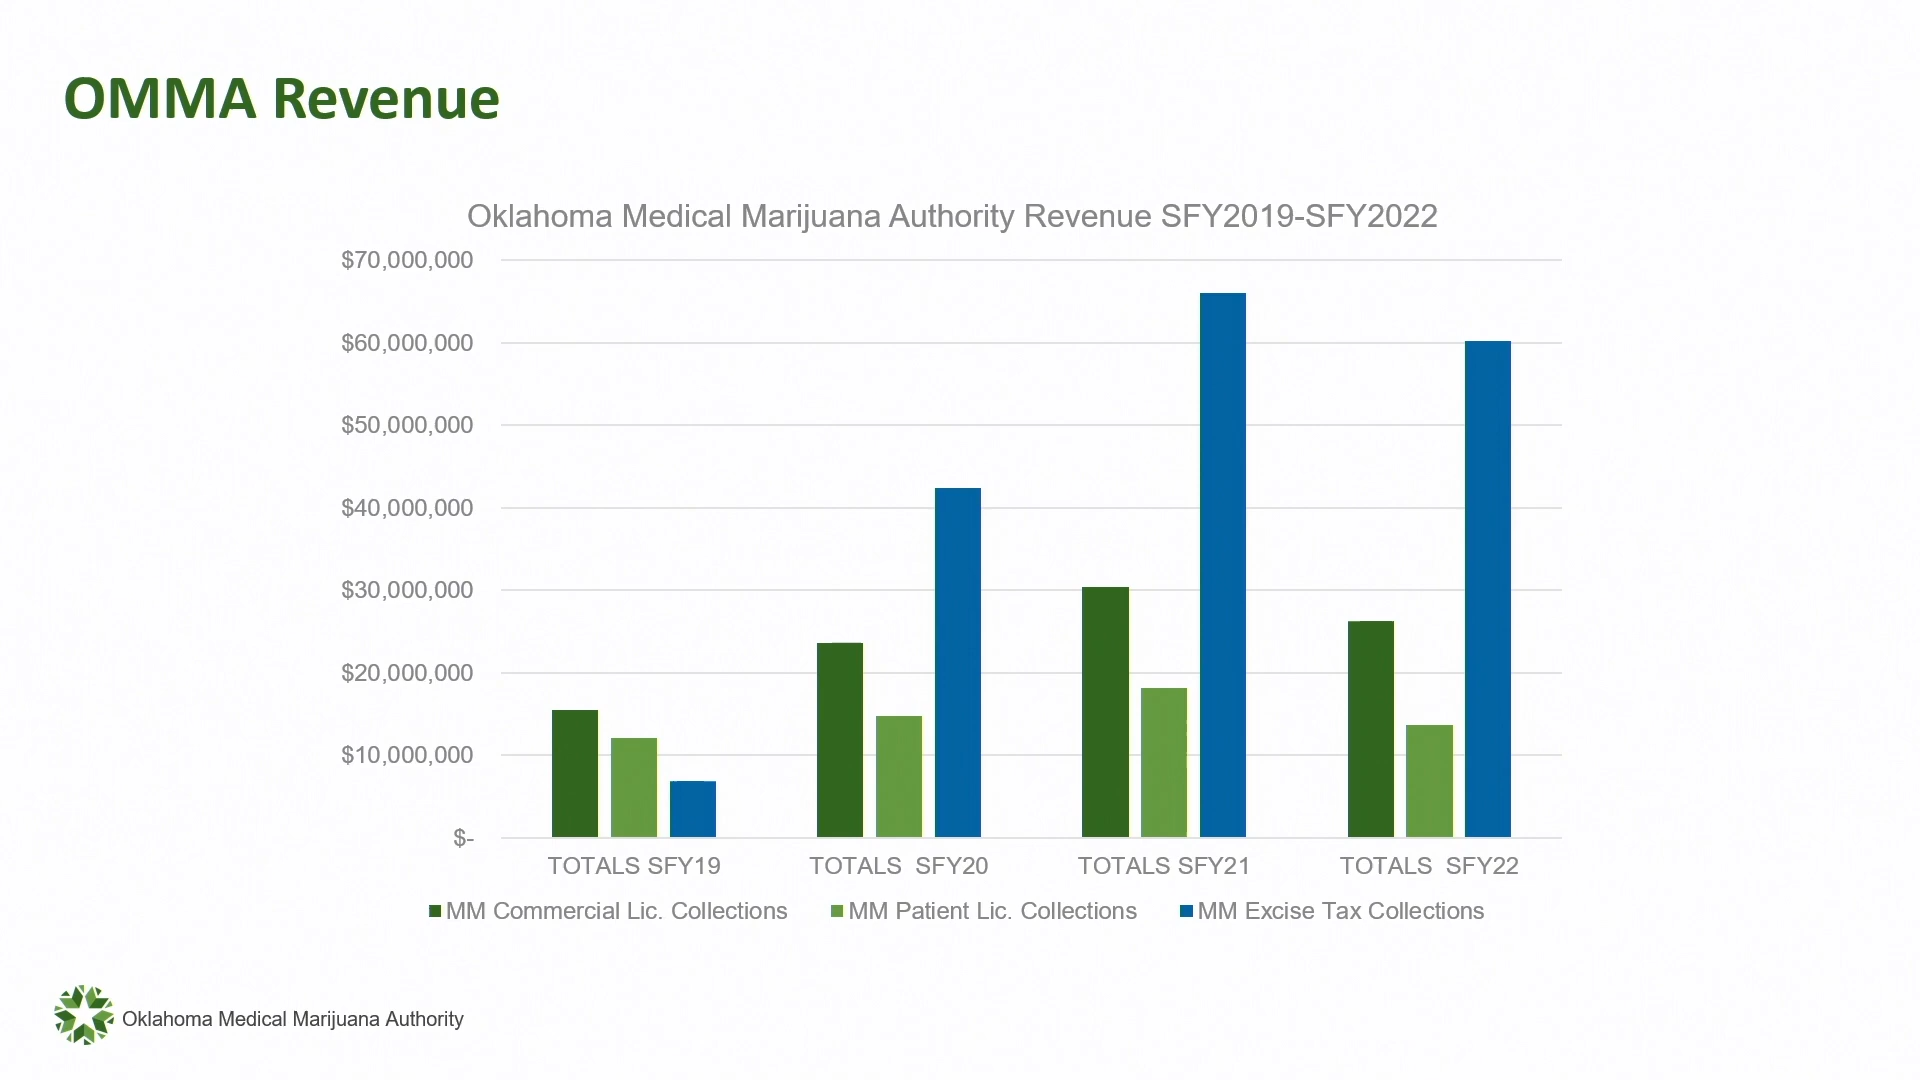 OMMA Revenue
Oklahoma Medical Marijuana Authority Revenue SFY2019-SFY2022
$70,000,000
$60,000,000
$50,000,000
$40,000,000
$30,000,000
$20,000,000
$10,000,000
$-
TOTALS SFY19 TOTALS SFY20 TOTALS SFY21 TOTALS SFY22
MM Commercial Lic. Collections MM Patient Lic. Collections MM Excise Tax Collections
Oklahoma Medical Marijuana Authority